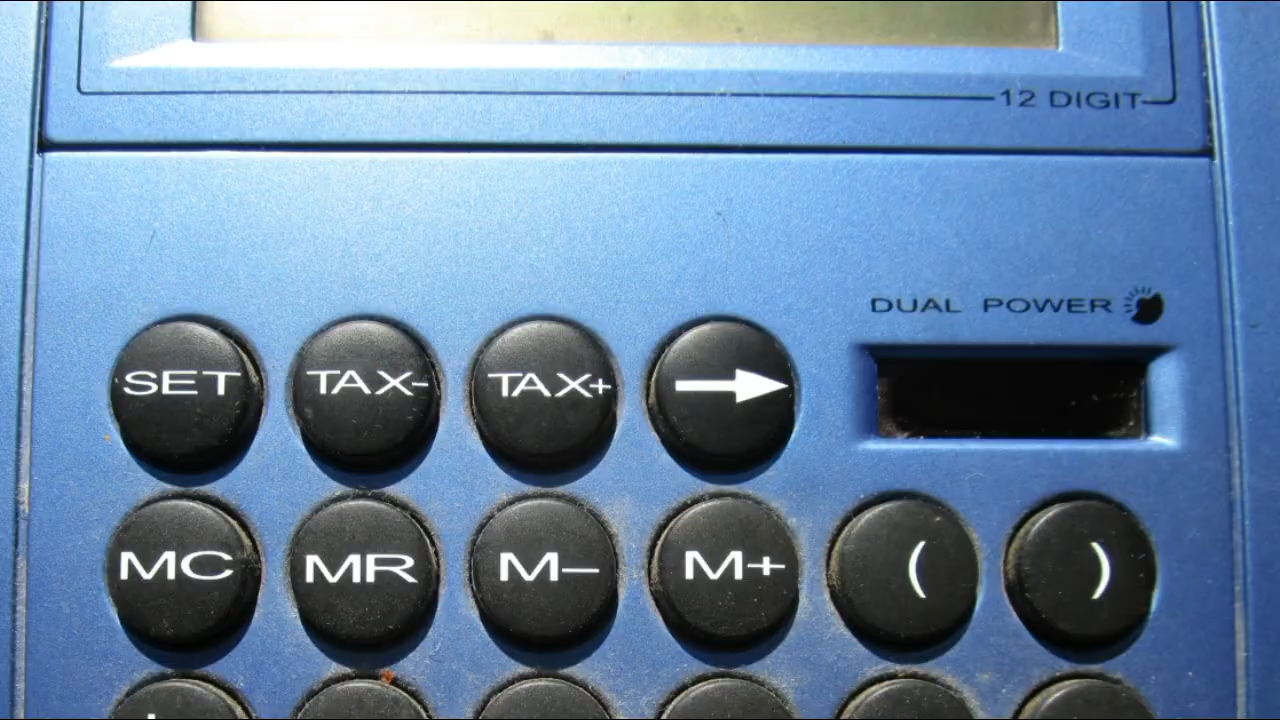 12 DIGIT
DUAL POWER
SET TAX- TAX+
MC MR M- M+ ( )